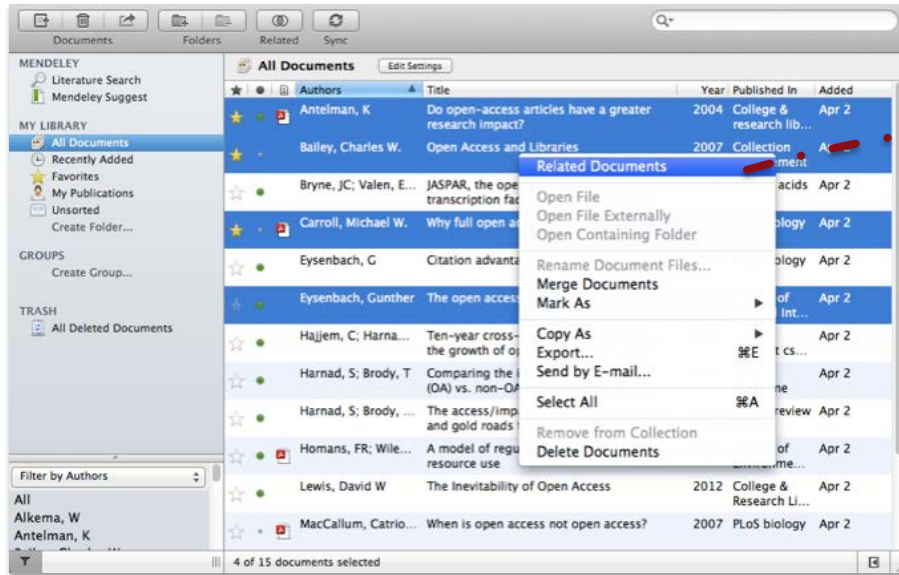 Documents Folders Related Sync
MENDELEY
Literature Search
Mendeley Suggest
MY LIBRARY
All Documents
Recently Added
Favorites
My Publications
Unsorted
Create Folder...
GROUPS
Create Group...
TRASH
All Deleted Documents
Filter by Authors
All
Alkema, W
Antelman, K
All Documents Edit Settings
Authors Title Year Published In Added
Antelman, K Do open-access articles have a greater 2004 College & Apr 2
research impact? research lib...
Bailey, Charles W. Open Access and Libraries 2007 Collection
Bryne, JC; Valen, E... JASPAR, the ope acids Apr 2
transcription fac
Carroll, Michael W. Why full open ac Apr 2
Eysenbach, G Citation advanta Apr 2
Eysenbach, Gunther The open access of Apr 2
Int...
Hajjem, C; Harna... Ten-year cross- Apr 2
the growth of op t cs...
Harnad, S; Brody, T Comparing the i Apr 2
(OA) vs. non-OA ne
Harnad, S; Brody, ... The access/imp review Apr 2
and gold roads
Homans, FR; Wile... A model of regu of Apr 2
resource use
Lewis, David W The Inevitability of Open Access 2012 College & Apr 2
Research Li...
MacCallum, Catrio... When is open access not open access? 2007 PLoS biology Apr 2
Related Documents
Open File
Open File Externally
Open Containing Folder
Rename Document Files...
Merge Documents
Mark As
Copy As
Export... ⌘E
Send by E-mail...
Select All ⌘A
Remove from Collection
Delete Documents
4 of 15 documents selected